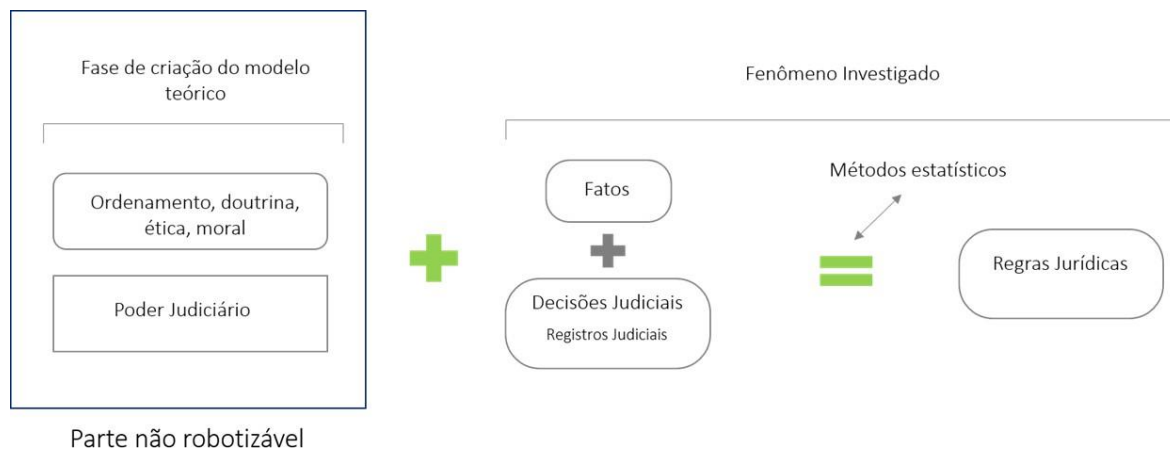 Fase de criação do modelo
teórico
Ordenamento, doutrina,
ética, moral
Poder Judiciário
Parte não robotizável
Fenômeno Investigado
Fatos
Decisões Judiciais
Registros Judiciais
Métodos estatísticos
Regras Jurídicas